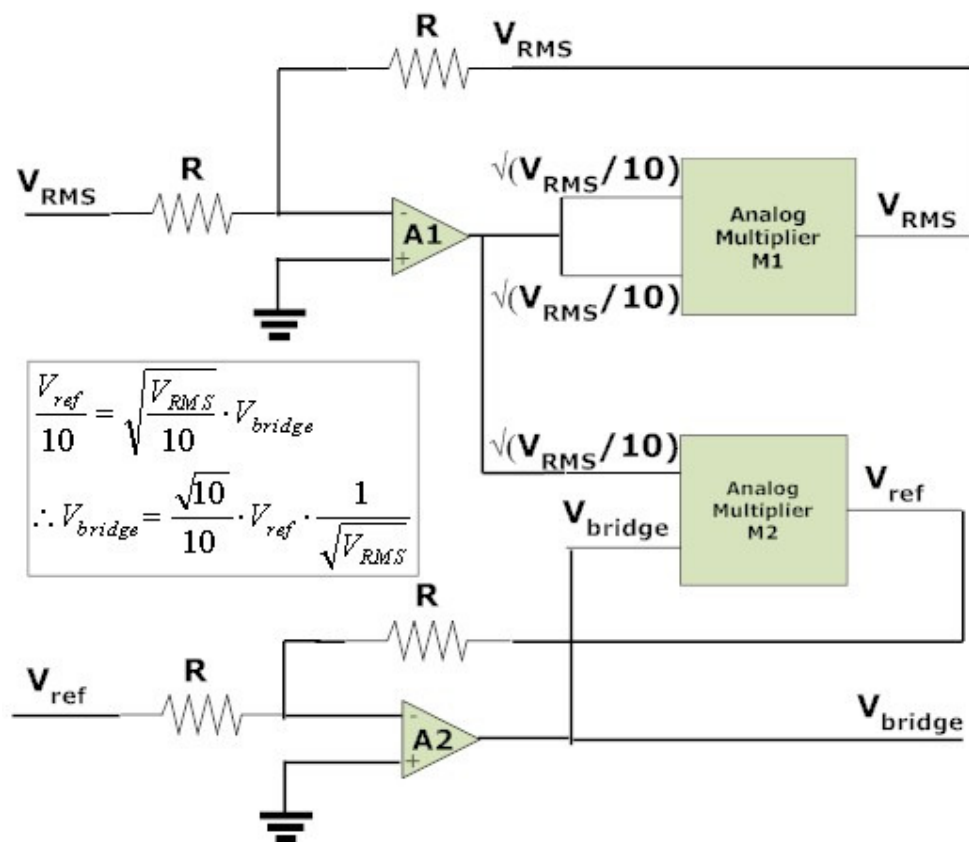 R
V_RMS
R
V_RMS
√(V_RMS/10)
-
A1
+
Analog
Multiplier
M1
V_RMS
√(V_RMS/10)
V_ref/10 = √(V_RMS/10) · V_bridge
∴ V_bridge = √10/10 · V_ref · 1/√V_RMS
√(V_RMS/10)
V_bridge
Analog
Multiplier
M2
V_ref
R
R
V_ref
-
A2
+
V_bridge